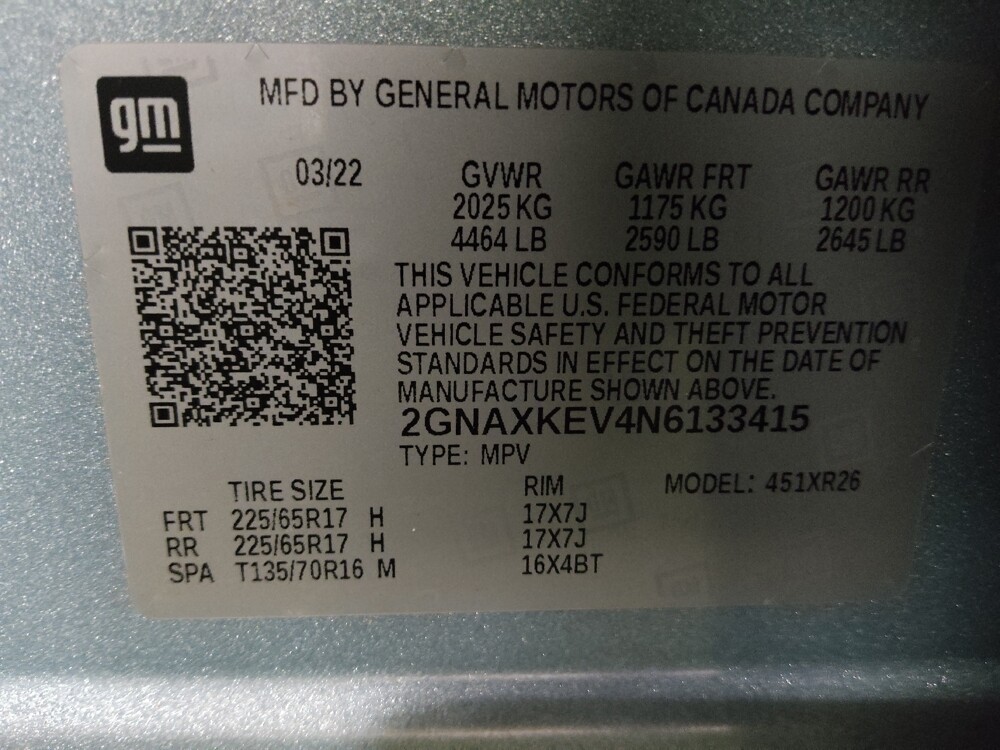 gm
MFD BY GENERAL MOTORS OF CANADA COMPANY
03/22 GVWR GAWR FRT GAWR RR
2025 KG 1175 KG 1200 KG
4464 LB 2590 LB 2645 LB
THIS VEHICLE CONFORMS TO ALL
APPLICABLE U.S. FEDERAL MOTOR
VEHICLE SAFETY AND THEFT PREVENTION
STANDARDS IN EFFECT ON THE DATE OF
MANUFACTURE SHOWN ABOVE.
2GNAXKEV4N6133415
TYPE: MPV
TIRE SIZE RIM MODEL: 451XR26
FRT 225/65R17 H 17X7J
RR 225/65R17 H 17X7J
SPA T135/70R16 M 16X4BT